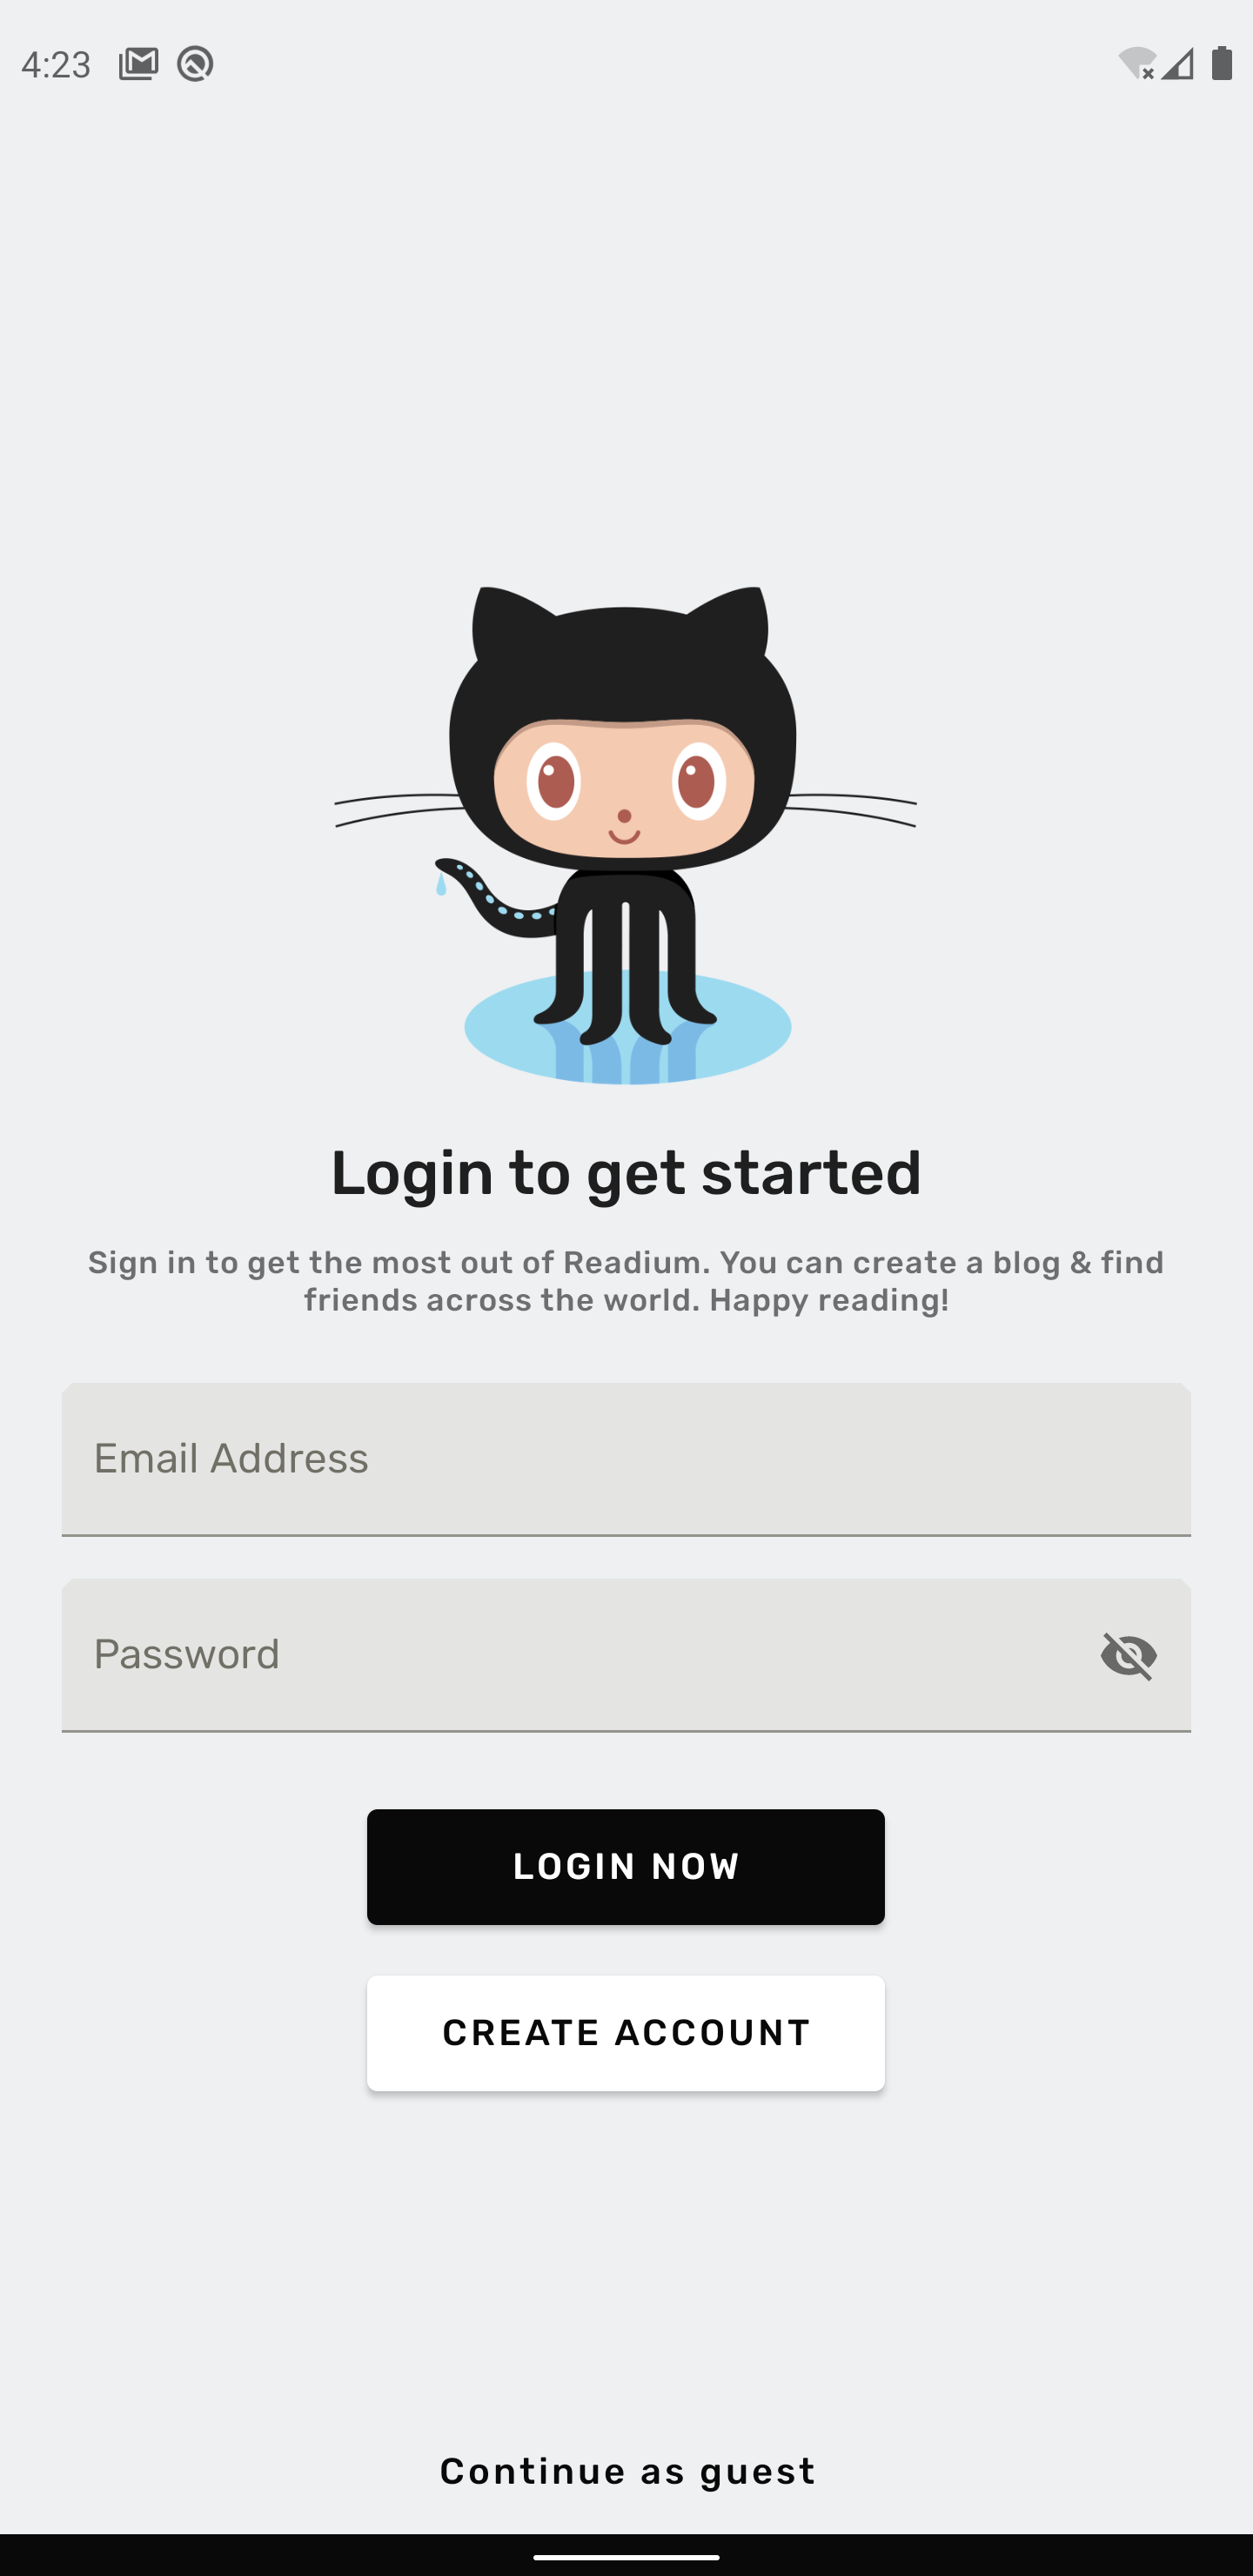 4:23
Login to get started
Sign in to get the most out of Readium. You can create a blog & find
friends across the world. Happy reading!
Email Address
Password
LOGIN NOW
CREATE ACCOUNT
Continue as guest